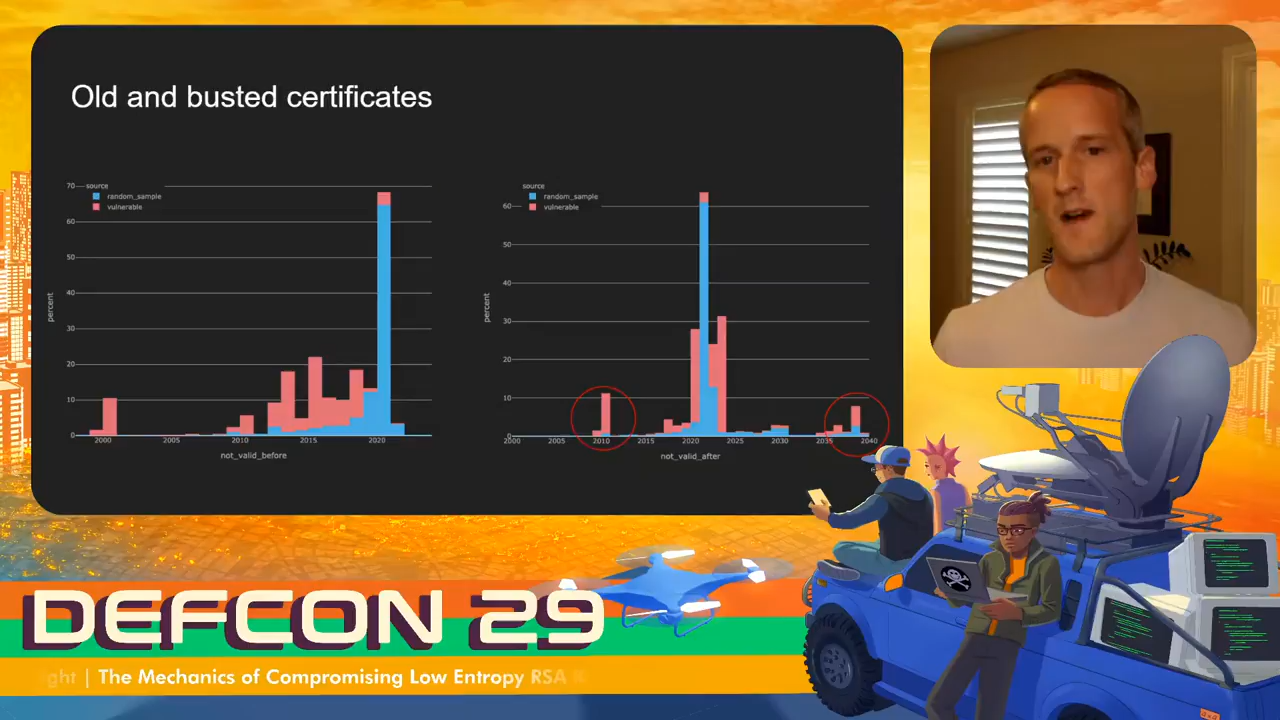 Old and busted certificates
source
random_sample
vulnerable
70
60
50
40
30
20
10
0
percent
2000
2005
2010
2015
2020
not_valid_before
source
random_sample
vulnerable
60
50
40
30
20
10
0
percent
2000
2005
2010
2015
2020
2025
2030
2035
2040
not_valid_after
DEFCON 29
ght | The Mechanics of Compromising Low Entropy RSA